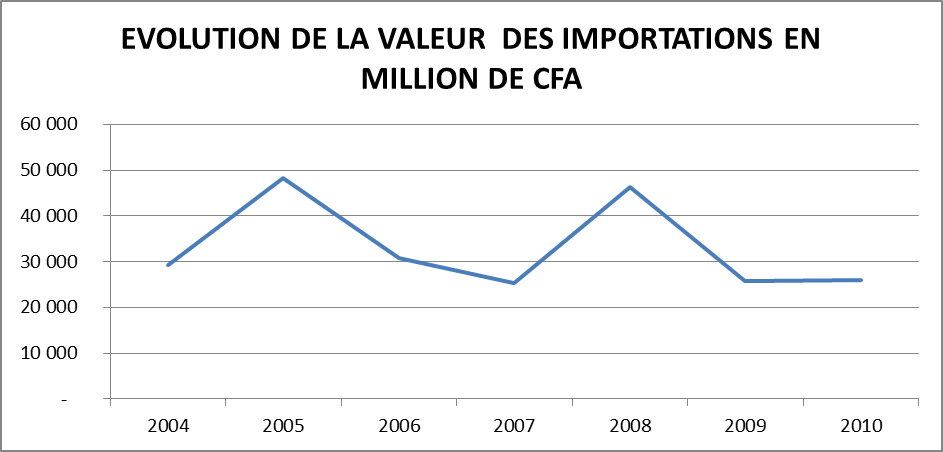 EVOLUTION DE LA VALEUR DES IMPORTATIONS EN
MILLION DE CFA
60 000
50 000
40 000
30 000
20 000
10 000
-
2004 2005 2006 2007 2008 2009 2010